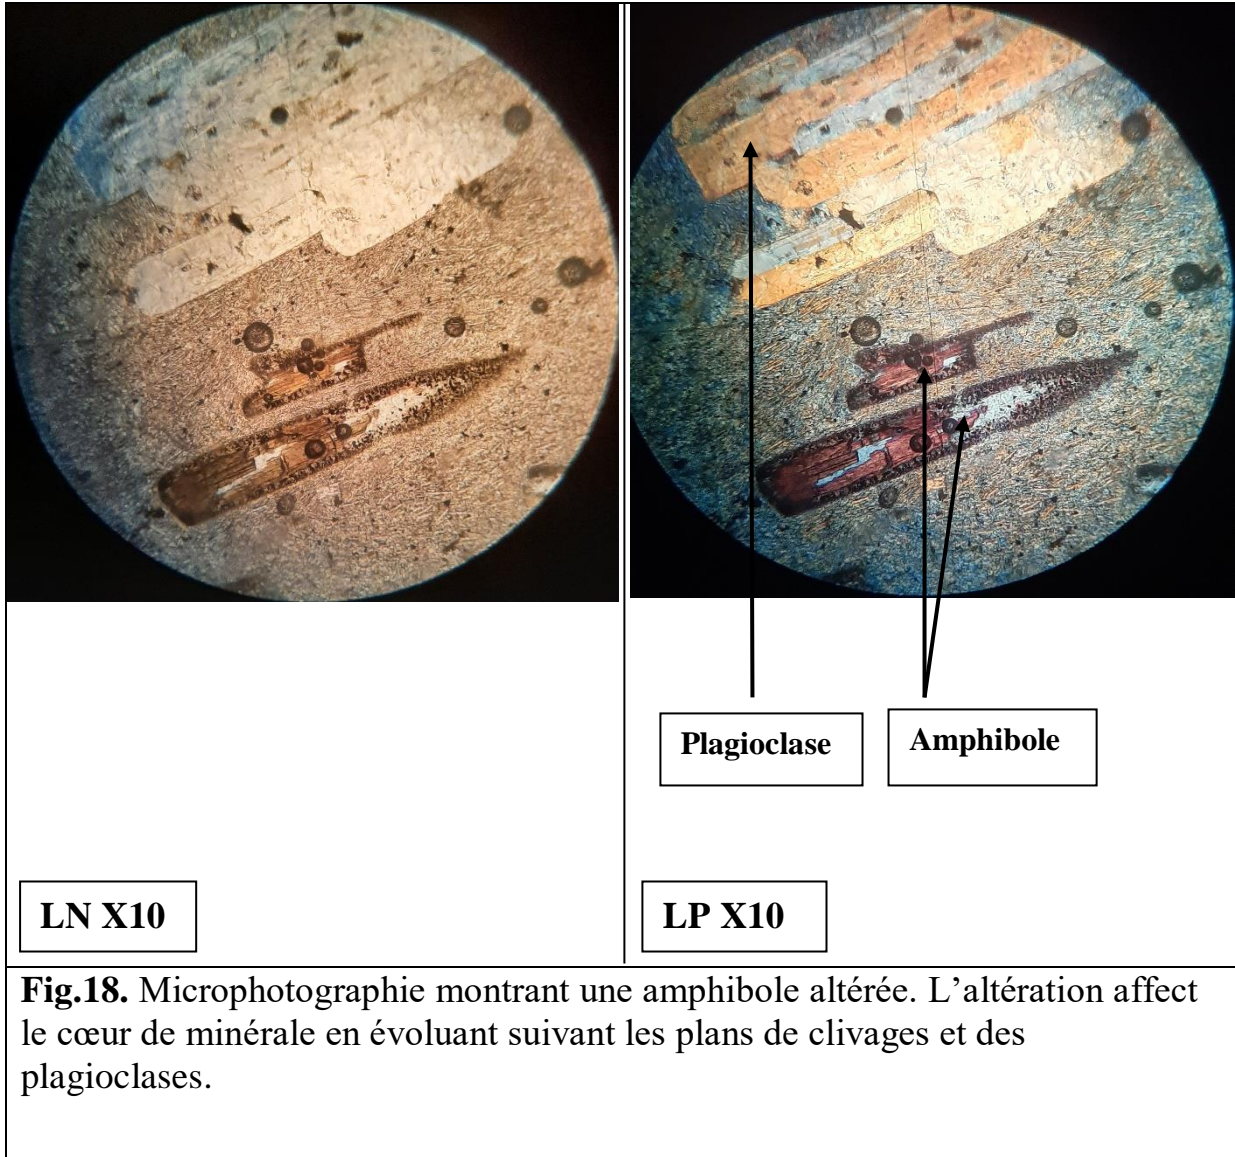 Plagioclase
Amphibole
LN X10
LP X10
Fig.18. Microphotographie montrant une amphibole altérée. L’altération affect
le cœur de minérale en évoluant suivant les plans de clivages et des
plagioclases.